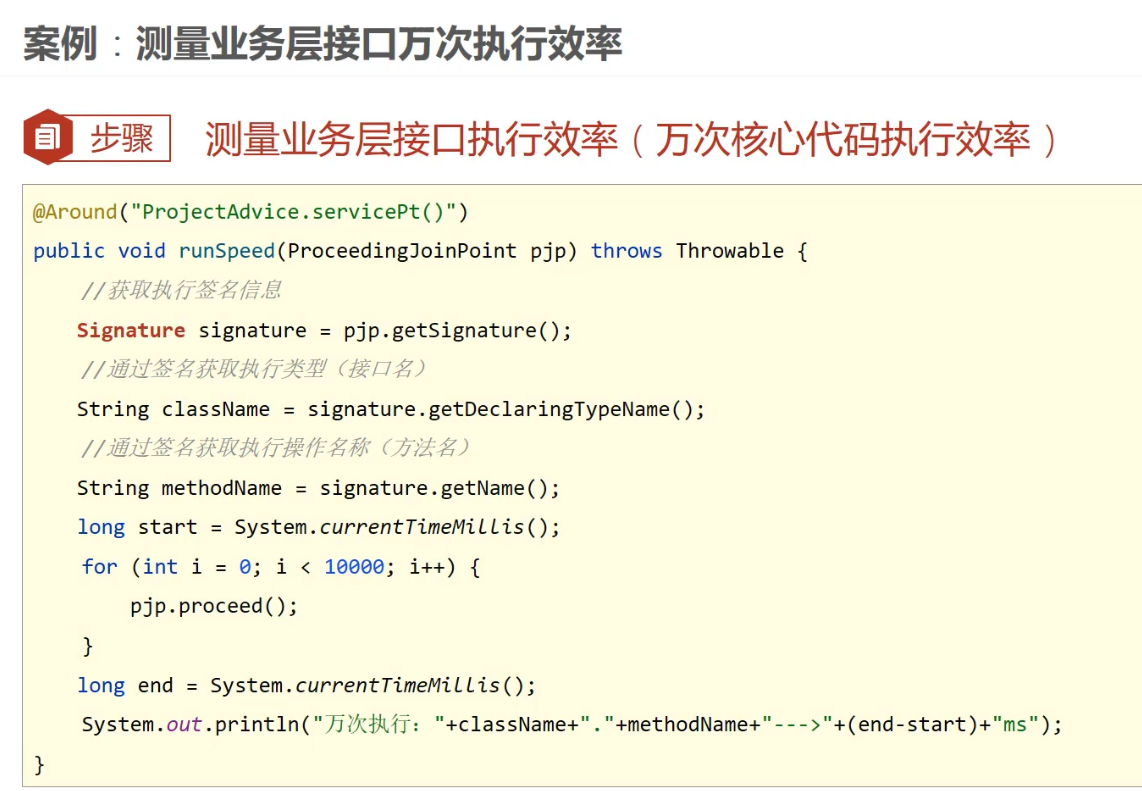 案例：测量业务层接口万次执行效率
步骤
测量业务层接口执行效率（万次核心代码执行效率）
@Around("ProjectAdvice.servicePt()")
public void runSpeed(ProceedingJoinPoint pjp) throws Throwable {
//获取执行签名信息
Signature signature = pjp.getSignature();
//通过签名获取执行类型（接口名）
String className = signature.getDeclaringTypeName();
//通过签名获取执行操作名称（方法名）
String methodName = signature.getName();
long start = System.currentTimeMillis();
for (int i = 0; i < 10000; i++) {
pjp.proceed();
}
long end = System.currentTimeMillis();
System.out.println("万次执行："+className+"."+methodName+"--->"+(end-start)+"ms");
}